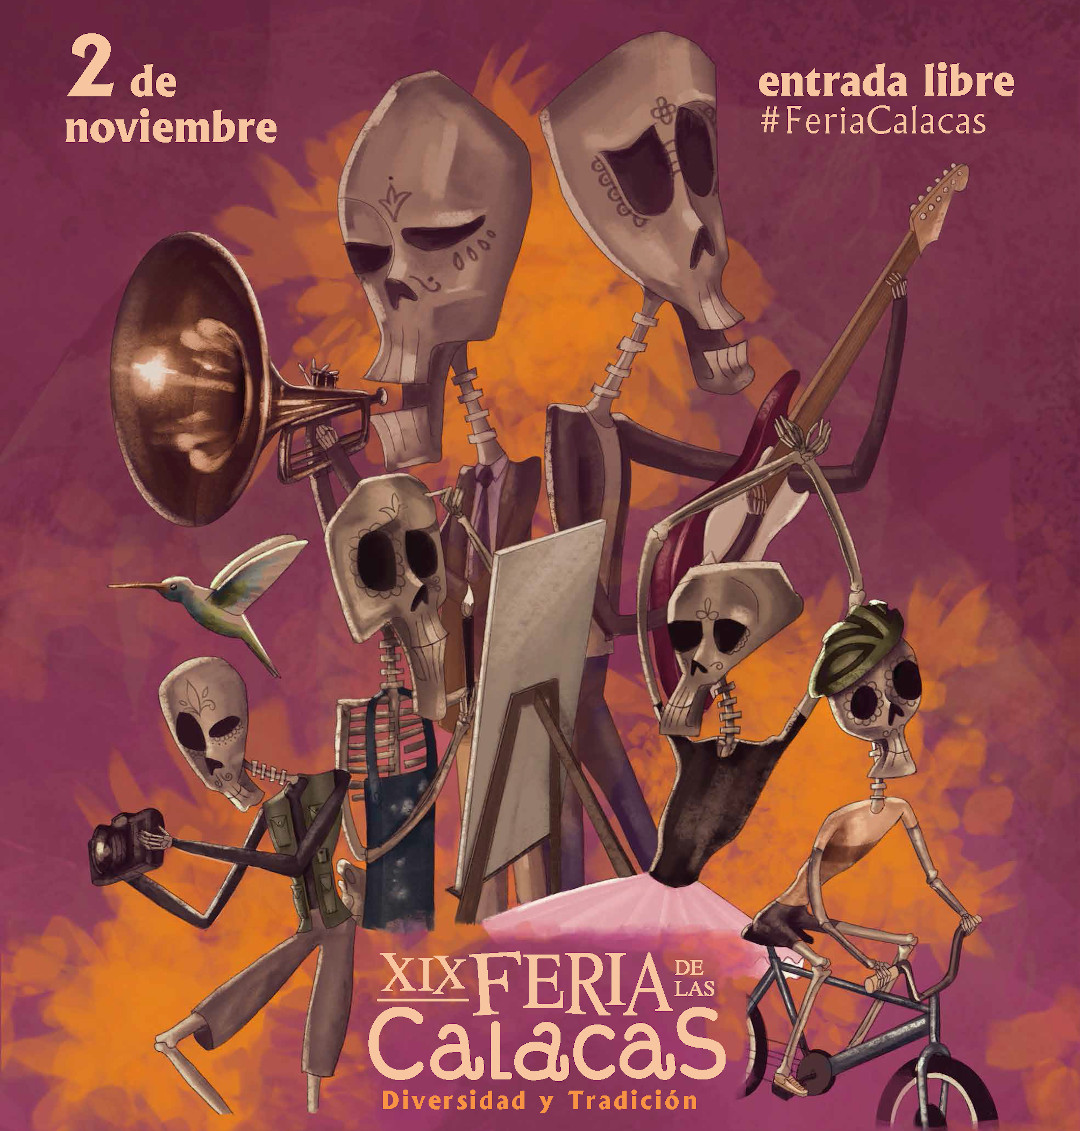 2 de
noviembre
entrada libre
#FeriaCalacas
XIX FERIA DE LAS
CalacaS
Diversidad y Tradición